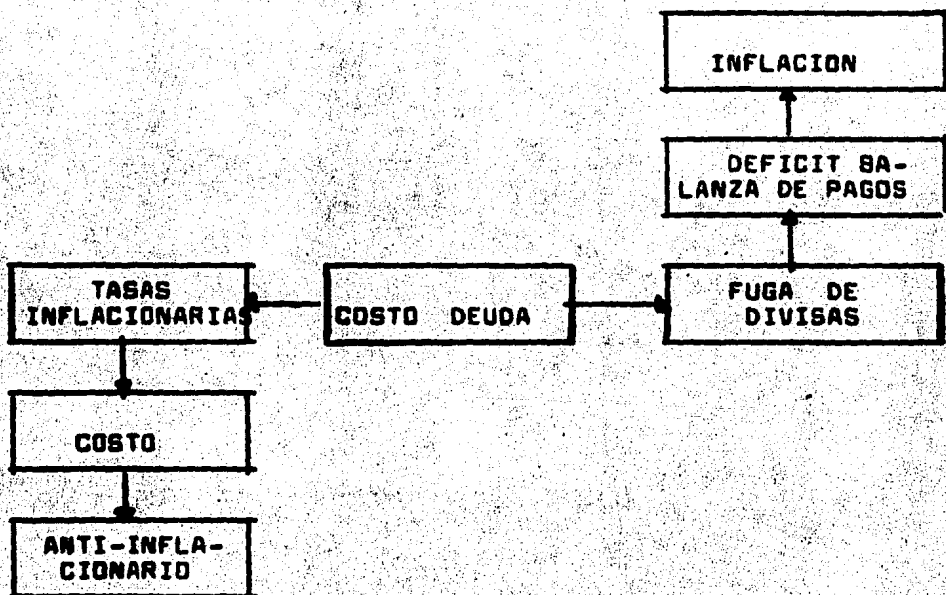 INFLACION
DEFICIT BA-
LANZA DE PAGOS
TASAS
INFLACIONARIAS
COSTO DEUDA
FUGA DE
DIVISAS
COSTO
ANTI-INFLA-
CIONARIO